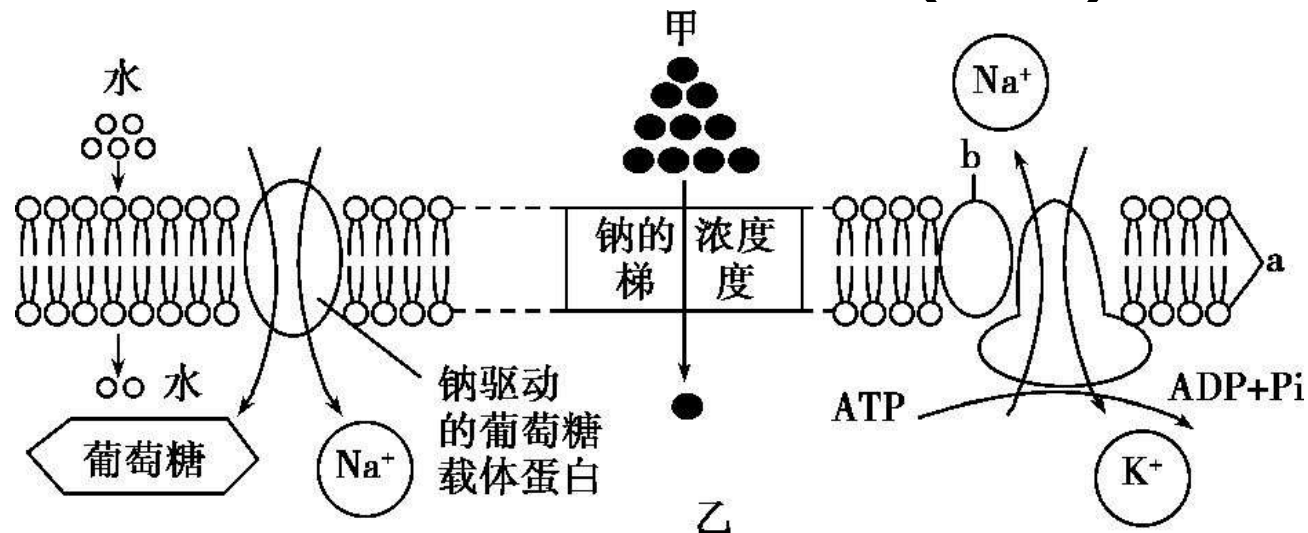 甲
水
Na⁺
b
钠的浓度
梯度
a
水
葡萄糖
Na⁺
钠驱动
的葡萄糖
载体蛋白
ATP
ADP+Pi
K⁺
乙